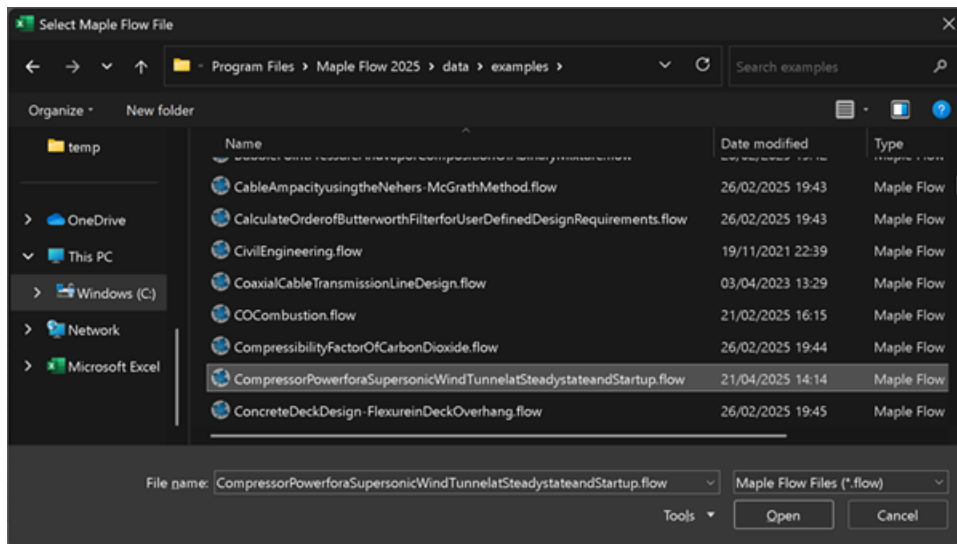 Select Maple Flow File
Program Files > Maple Flow 2025 > data > examples >
Search examples
Organize
New folder
temp
OneDrive
This PC
Windows (C:)
Network
Microsoft Excel
Name Date modified Type
CableAmpacityusingtheNehers-McGrathMethod.flow 26/02/2025 19:43 Maple Flow
CalculateOrderofButterworthFilterforUserDefinedDesignRequirements.flow 26/02/2025 19:43 Maple Flow
CivilEngineering.flow 19/11/2021 22:39 Maple Flow
CoaxialCableTransmissionLineDesign.flow 03/04/2023 13:29 Maple Flow
COCombustion.flow 21/02/2025 16:15 Maple Flow
CompressibilityFactorOfCarbonDioxide.flow 26/02/2025 19:44 Maple Flow
CompressorPowerforaSupersonicWindTunnelatSteadystateandStartup.flow 21/04/2025 14:14 Maple Flow
ConcreteDeckDesign-FlexureinDeckOverhang.flow 26/02/2025 19:45 Maple Flow
File name: CompressorPowerforaSupersonicWindTunnelatSteadystateandStartup.flow Maple Flow Files (*.flow)
Tools Open Cancel